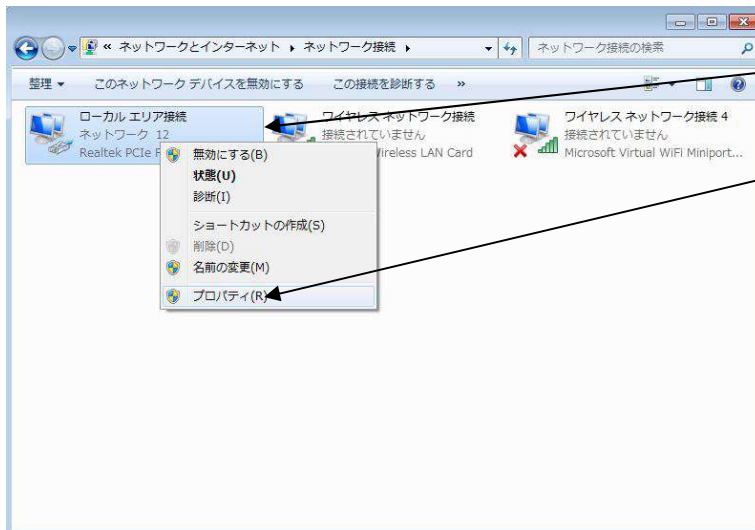 « ネットワークとインターネット ▸ ネットワーク接続 ▸
ネットワーク接続の検索
整理 ▼ このネットワーク デバイスを無効にする この接続を診断する »
ローカル エリア接続
ネットワーク 12
Realtek PCIe F
ワイヤレス ネットワーク接続
接続されていません
ireless LAN Card
ワイヤレス ネットワーク接続 4
接続されていません
Microsoft Virtual WiFi Miniport...
無効にする(B)
状態(U)
診断(I)
ショートカットの作成(S)
削除(D)
名前の変更(M)
プロパティ(R)